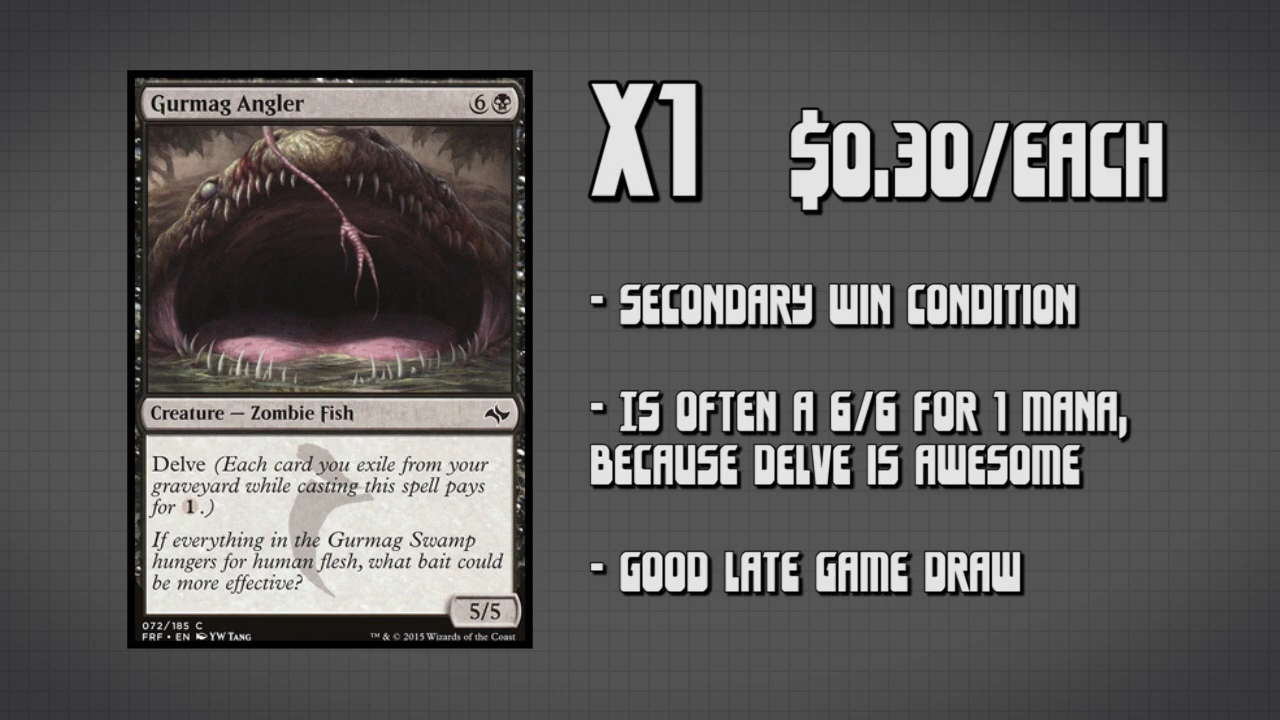 Gurmag Angler 6
Creature — Zombie Fish
Delve (Each card you exile from your
graveyard while casting this spell pays
for 1.)
If everything in the Gurmag Swamp
hungers for human flesh, what bait could
be more effective?
5/5
072/185 C
FRF • EN YW TANG
™ & © 2015 Wizards of the Coast
X1 $0.30/EACH
- SECONDARY WIN CONDITION
- IS OFTEN A 6/6 FOR 1 MANA,
BECAUSE DELVE IS AWESOME
- GOOD LATE GAME DRAW